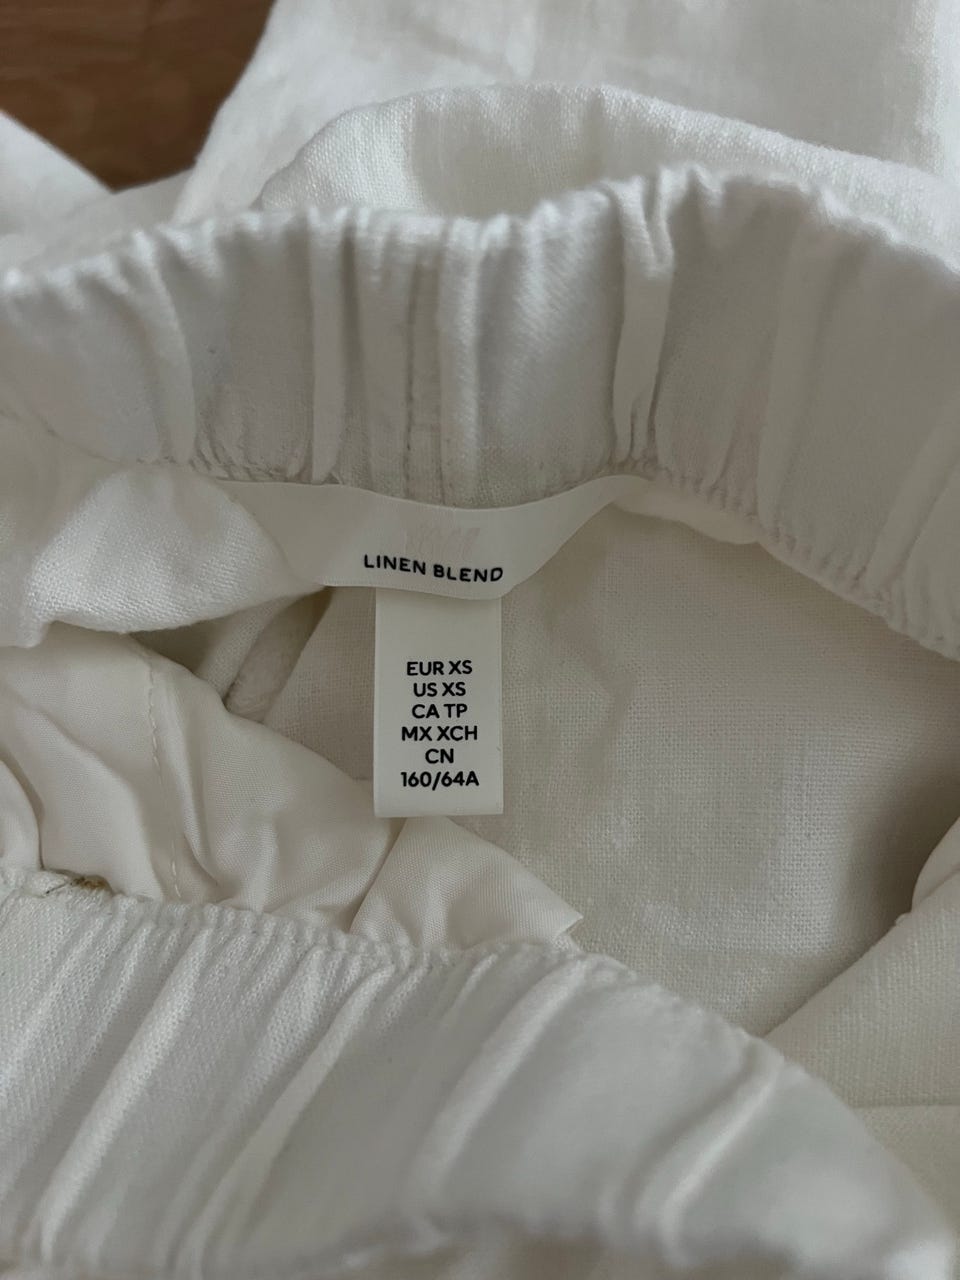 LINEN BLEND
EUR XS
US XS
CA TP
MX XCH
CN
160/64A